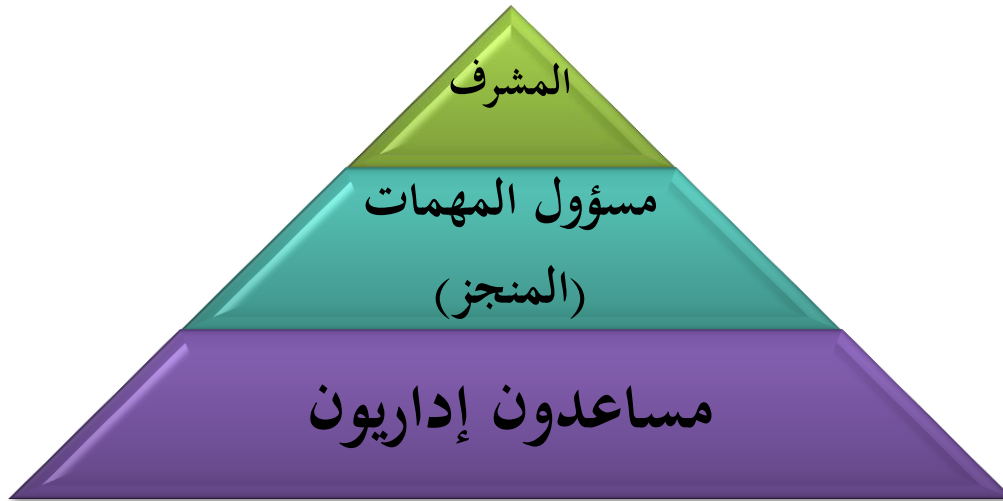 المشرف
مسؤول المهمات
(المنجز)
مساعدون إداريون